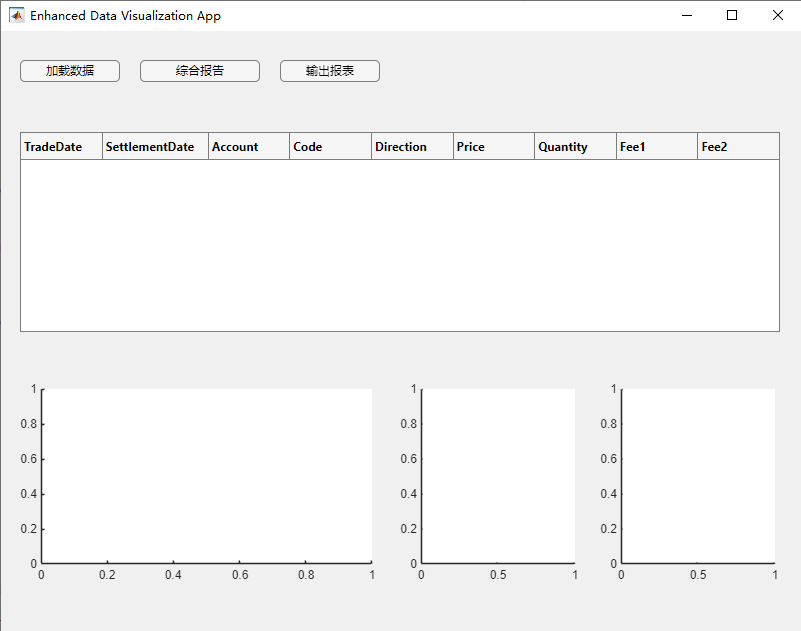 Enhanced Data Visualization App
加载数据 综合报告 输出报表
TradeDate SettlementDate Account Code Direction Price Quantity Fee1 Fee2
1 1 1
0.8 0.8 0.8
0.6 0.6 0.6
0.4 0.4 0.4
0.2 0.2 0.2
0 0 0
0 0.2 0.4 0.6 0.8 1 0 0.5 1 0 0.5 1